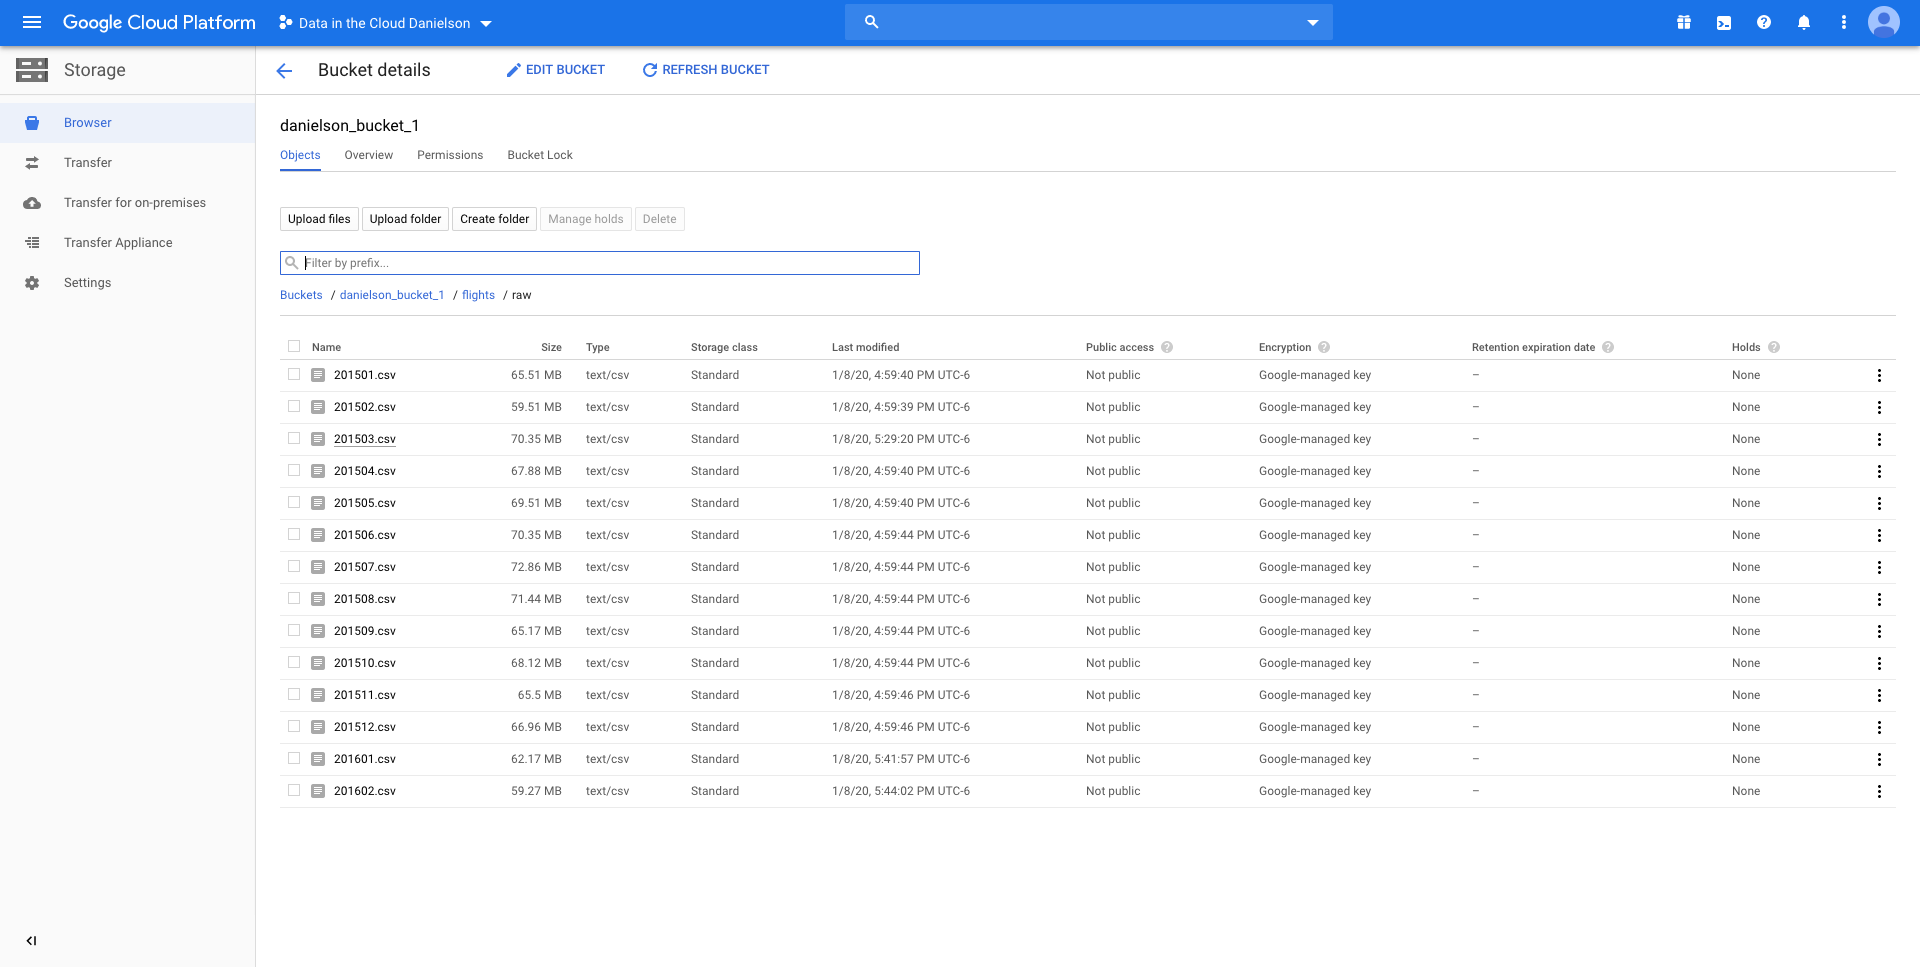 Google Cloud Platform Data in the Cloud Danielson
Storage
Bucket details EDIT BUCKET REFRESH BUCKET
Browser
Transfer
Transfer for on-premises
Transfer Appliance
Settings
danielson_bucket_1
Objects Overview Permissions Bucket Lock
Upload files Upload folder Create folder Manage holds Delete
Filter by prefix...
Buckets / danielson_bucket_1 / flights / raw
Name Size Type Storage class Last modified Public access Encryption Retention expiration date Holds
201501.csv 65.51 MB text/csv Standard 1/8/20, 4:59:40 PM UTC-6 Not public Google-managed key – None
201502.csv 59.51 MB text/csv Standard 1/8/20, 4:59:39 PM UTC-6 Not public Google-managed key – None
201503.csv 70.35 MB text/csv Standard 1/8/20, 5:29:20 PM UTC-6 Not public Google-managed key – None
201504.csv 67.88 MB text/csv Standard 1/8/20, 4:59:40 PM UTC-6 Not public Google-managed key – None
201505.csv 69.51 MB text/csv Standard 1/8/20, 4:59:40 PM UTC-6 Not public Google-managed key – None
201506.csv 70.35 MB text/csv Standard 1/8/20, 4:59:44 PM UTC-6 Not public Google-managed key – None
201507.csv 72.86 MB text/csv Standard 1/8/20, 4:59:44 PM UTC-6 Not public Google-managed key – None
201508.csv 71.44 MB text/csv Standard 1/8/20, 4:59:44 PM UTC-6 Not public Google-managed key – None
201509.csv 65.17 MB text/csv Standard 1/8/20, 4:59:44 PM UTC-6 Not public Google-managed key – None
201510.csv 68.12 MB text/csv Standard 1/8/20, 4:59:44 PM UTC-6 Not public Google-managed key – None
201511.csv 65.5 MB text/csv Standard 1/8/20, 4:59:46 PM UTC-6 Not public Google-managed key – None
201512.csv 66.96 MB text/csv Standard 1/8/20, 4:59:46 PM UTC-6 Not public Google-managed key – None
201601.csv 62.17 MB text/csv Standard 1/8/20, 5:41:57 PM UTC-6 Not public Google-managed key – None
201602.csv 59.27 MB text/csv Standard 1/8/20, 5:44:02 PM UTC-6 Not public Google-managed key – None